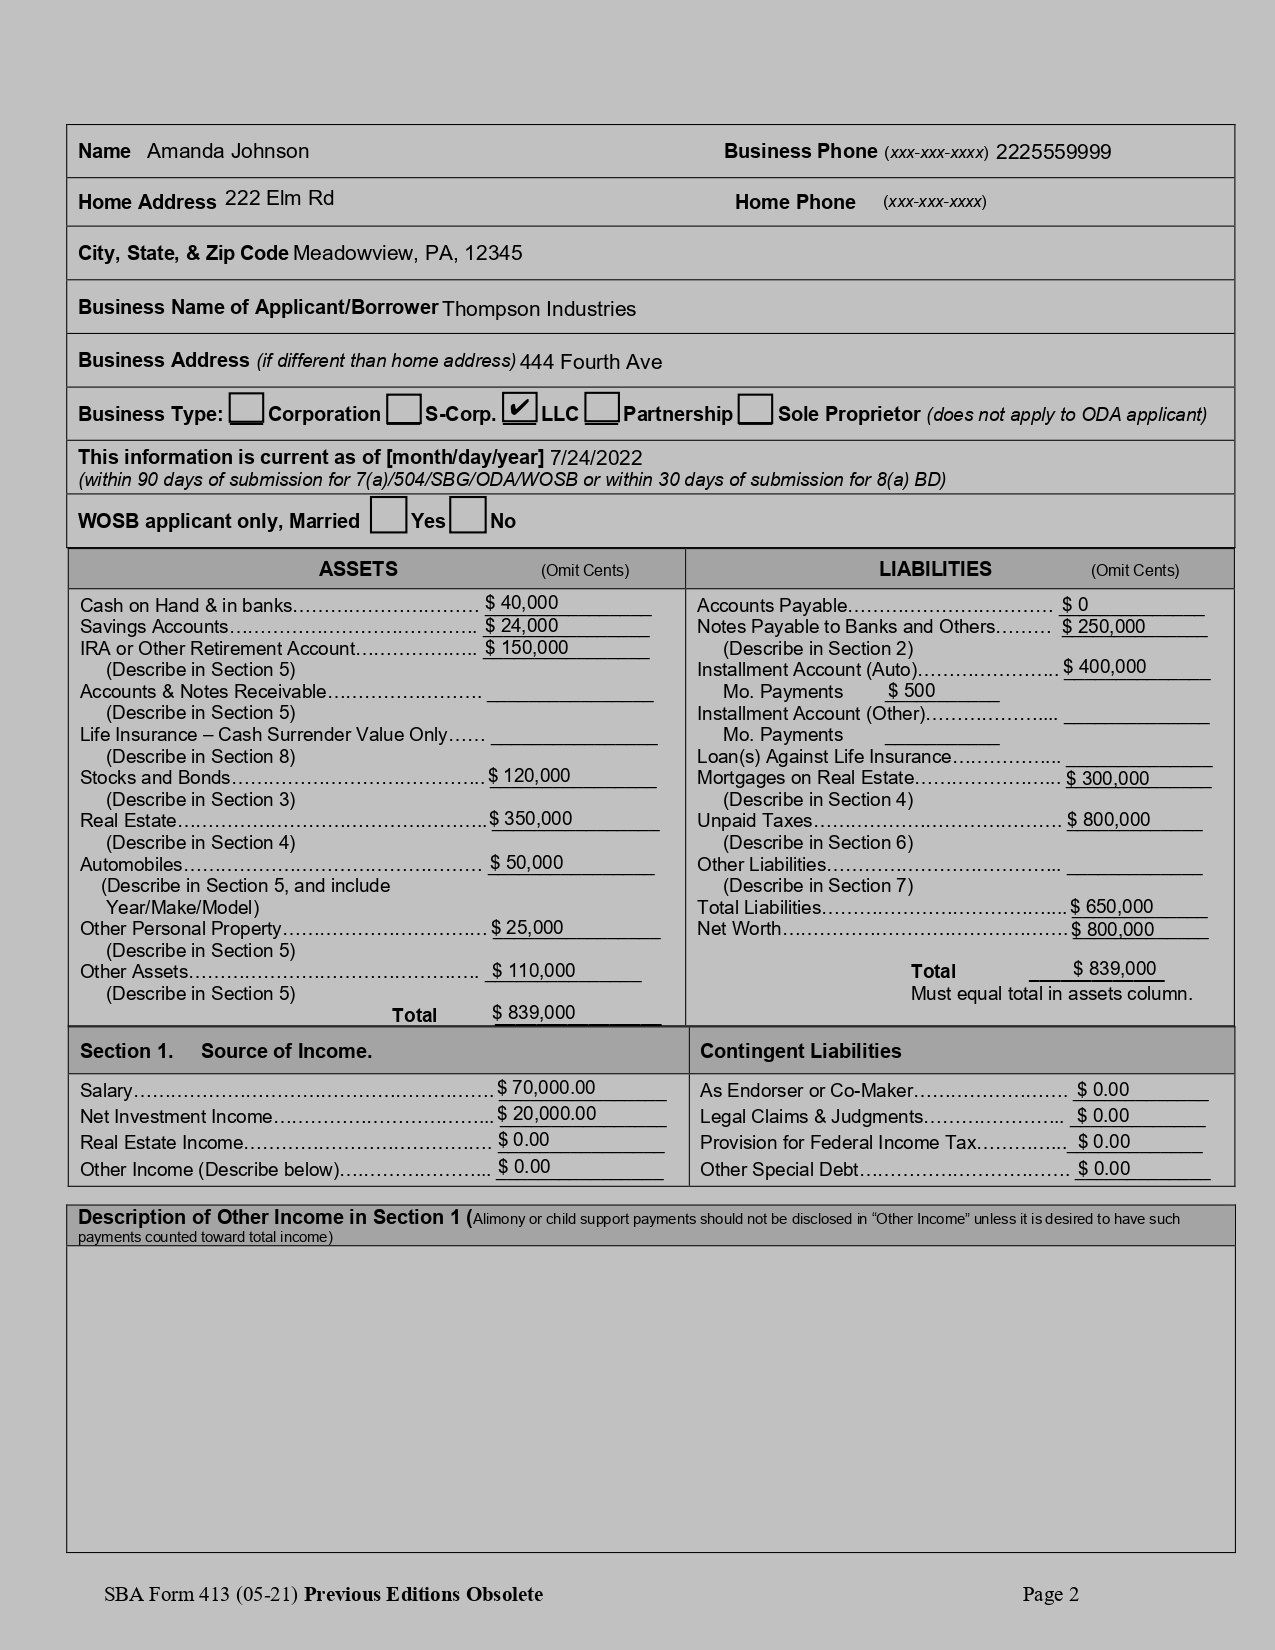 Name Amanda Johnson Business Phone (xxx-xxx-xxxx) 2225559999
Home Address 222 Elm Rd Home Phone (xxx-xxx-xxxx)
City, State, & Zip Code Meadowview, PA, 12345
Business Name of Applicant/Borrower Thompson Industries
Business Address (if different than home address) 444 Fourth Ave
Business Type: Corporation S-Corp. ✔ LLC Partnership Sole Proprietor (does not apply to ODA applicant)
This information is current as of [month/day/year] 7/24/2022
(within 90 days of submission for 7(a)/504/SBG/ODA/WOSB or within 30 days of submission for 8(a) BD)
WOSB applicant only, Married Yes No
ASSETS (Omit Cents)
Cash on Hand & in banks........................ $ 40,000
Savings Accounts........................ $ 24,000
IRA or Other Retirement Account........................ $ 150,000
(Describe in Section 5)
Accounts & Notes Receivable........................
(Describe in Section 5)
Life Insurance – Cash Surrender Value Only......
(Describe in Section 8)
Stocks and Bonds........................ $ 120,000
(Describe in Section 3)
Real Estate........................ $ 350,000
(Describe in Section 4)
Automobiles........................ $ 50,000
(Describe in Section 5, and include
Year/Make/Model)
Other Personal Property........................ $ 25,000
(Describe in Section 5)
Other Assets........................ $ 110,000
(Describe in Section 5)
Total $ 839,000
LIABILITIES (Omit Cents)
Accounts Payable........................ $ 0
Notes Payable to Banks and Others......... $ 250,000
(Describe in Section 2)
Installment Account (Auto)........................ $ 400,000
Mo. Payments $ 500
Installment Account (Other)........................
Mo. Payments
Loan(s) Against Life Insurance........................
Mortgages on Real Estate........................ $ 300,000
(Describe in Section 4)
Unpaid Taxes........................ $ 800,000
(Describe in Section 6)
Other Liabilities........................
(Describe in Section 7)
Total Liabilities........................ $ 650,000
Net Worth........................ $ 800,000
Total $ 839,000
Must equal total in assets column.
Section 1. Source of Income.
Salary........................ $ 70,000.00
Net Investment Income........................ $ 20,000.00
Real Estate Income........................ $ 0.00
Other Income (Describe below)........................ $ 0.00
Contingent Liabilities
As Endorser or Co-Maker........................ $ 0.00
Legal Claims & Judgments........................ $ 0.00
Provision for Federal Income Tax............... $ 0.00
Other Special Debt........................ $ 0.00
Description of Other Income in Section 1 (Alimony or child support payments should not be disclosed in “Other Income” unless it is desired to have such
payments counted toward total income)
SBA Form 413 (05-21) Previous Editions Obsolete Page 2